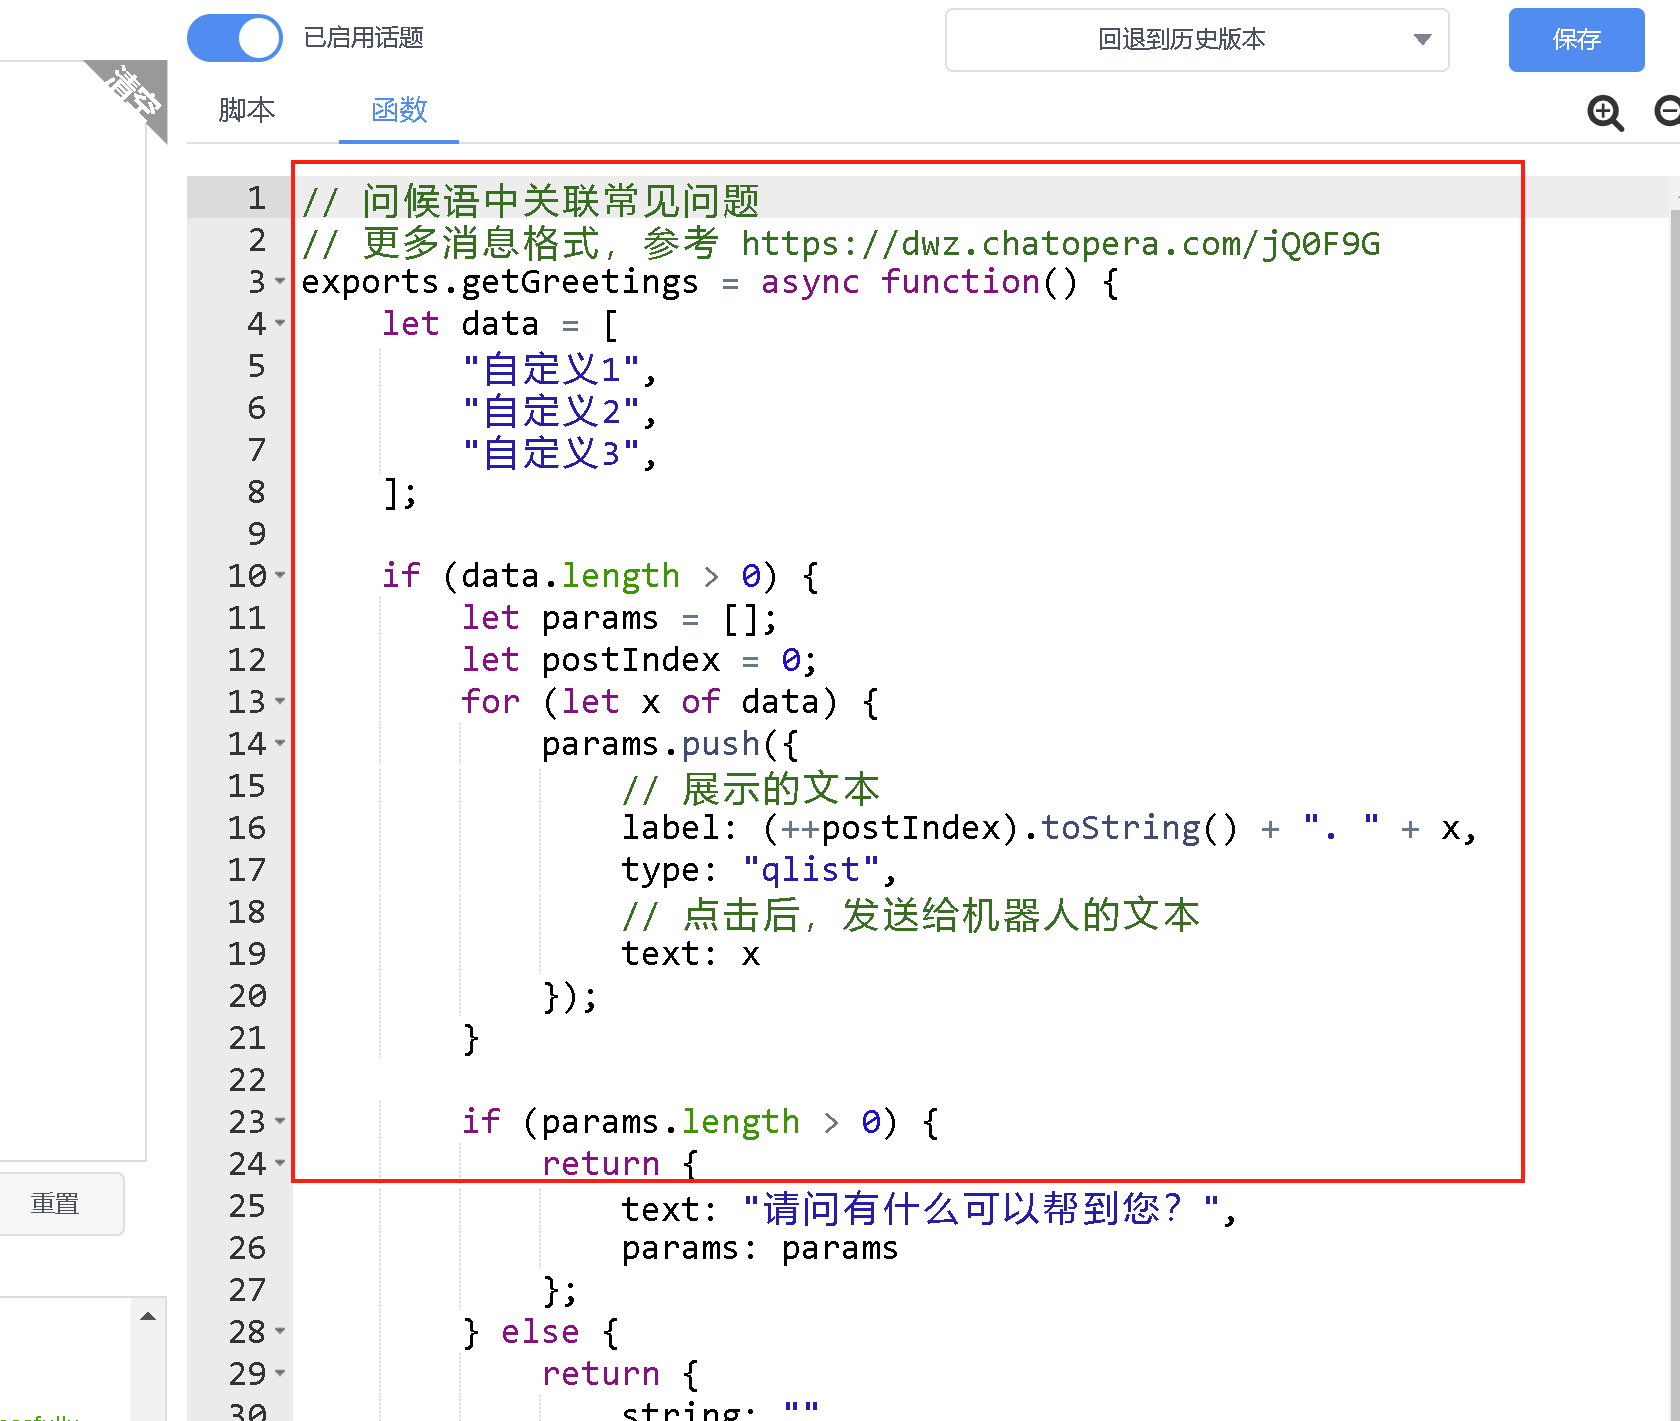 已启用话题
回退到历史版本
保存
清空
脚本
函数
1 // 问候语中关联常见问题
2 // 更多消息格式，参考 https://dwz.chatopera.com/jQ0F9G
3 exports.getGreetings = async function() {
4 let data = [
5 "自定义1",
6 "自定义2",
7 "自定义3",
8 ];
9
10 if (data.length > 0) {
11 let params = [];
12 let postIndex = 0;
13 for (let x of data) {
14 params.push({
15 // 展示的文本
16 label: (++postIndex).toString() + ". " + x,
17 type: "qlist",
18 // 点击后，发送给机器人的文本
19 text: x
20 });
21 }
22
23 if (params.length > 0) {
24 return {
25 text: "请问有什么可以帮到您？",
26 params: params
27 };
28 } else {
29 return {
30 string: ""
重置